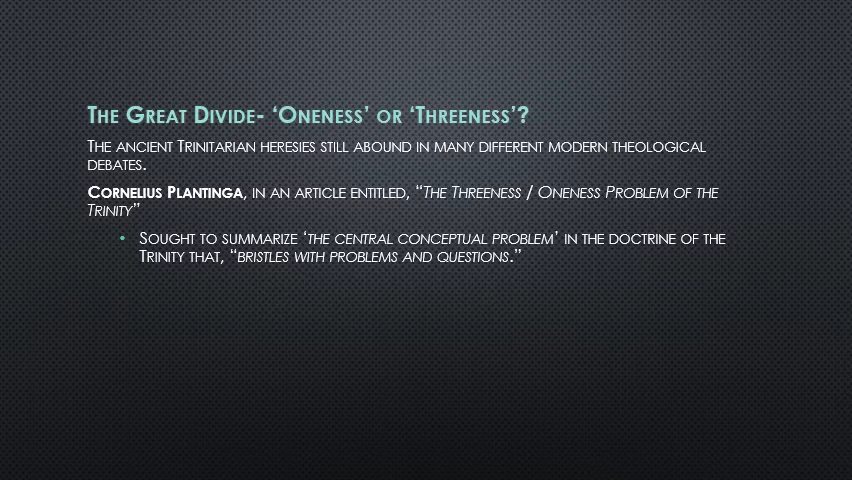 The Great Divide- ‘Oneness’ or ‘Threeness’?
The ancient Trinitarian heresies still abound in many different modern theological
debates.
Cornelius Plantinga, in an article entitled, “The Threeness / Oneness Problem of the
Trinity”
• Sought to summarize ‘the central conceptual problem’ in the doctrine of the
Trinity that, “bristles with problems and questions.”